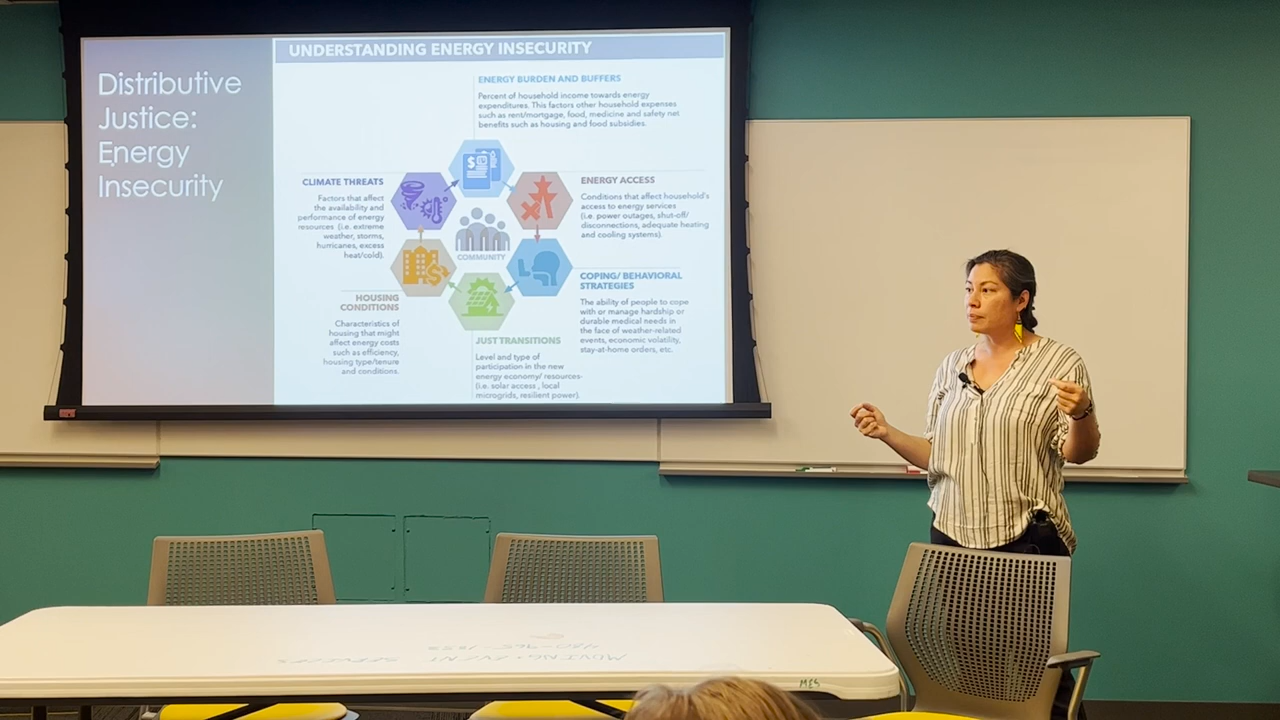 Distributive
Justice:
Energy
Insecurity
UNDERSTANDING ENERGY INSECURITY
ENERGY BURDEN AND BUFFERS
Percent of household income towards energy
expenditures. This factors other household expenses
such as rent/mortgage, food, medicine and safety net
benefits such as housing and food subsidies.
CLIMATE THREATS
Factors that affect
the availability and
performance of energy
resources (i.e. extreme
weather, storms,
hurricanes, excess
heat/cold).
ENERGY ACCESS
Conditions that affect household's
access to energy services
(i.e. power outages, shut-off/
disconnections, adequate heating
and cooling systems).
COMMUNITY
COPING/ BEHAVIORAL
STRATEGIES
The ability of people to cope
with or manage hardship or
durable medical needs in
the face of weather-related
events, economic volatility,
stay-at-home orders, etc.
HOUSING
CONDITIONS
Characteristics of
housing that might
affect energy costs
such as efficiency,
housing type/tenure
and conditions.
JUST TRANSITIONS
Level and type of
participation in the new
energy economy/ resources-
(i.e. solar access , local
microgrids, resilient power).
MOVING + EVENT SERVICES
MES